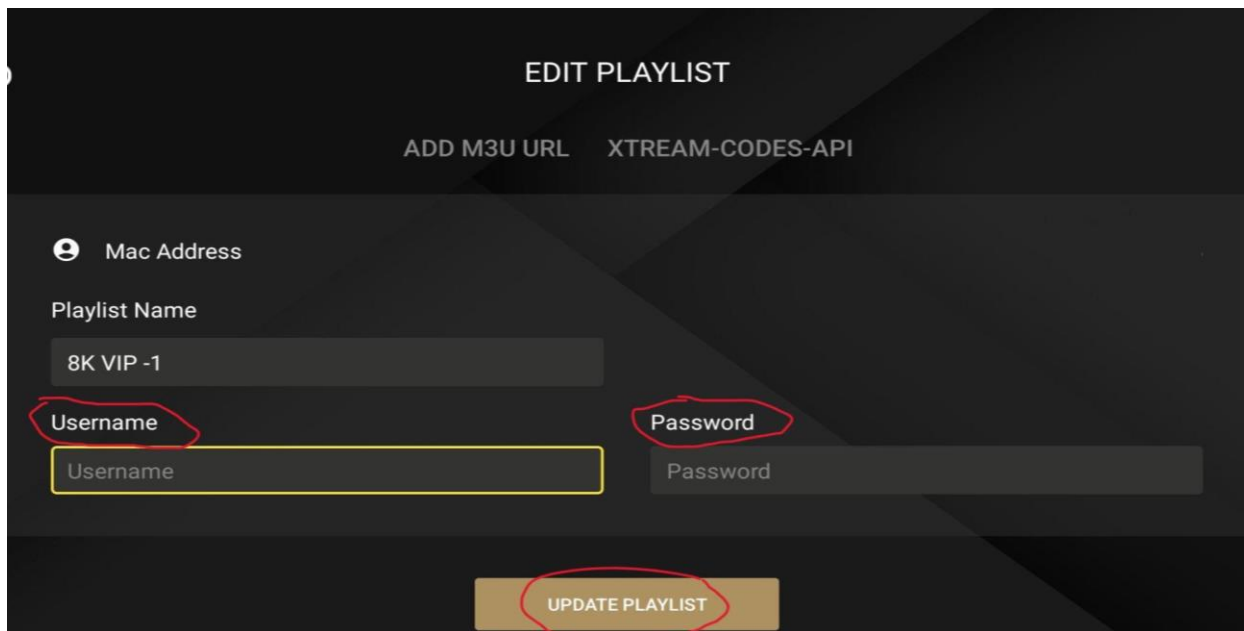 EDIT PLAYLIST
ADD M3U URL XTREAM-CODES-API
Mac Address
Playlist Name
8K VIP -1
Username Password
Username Password
UPDATE PLAYLIST